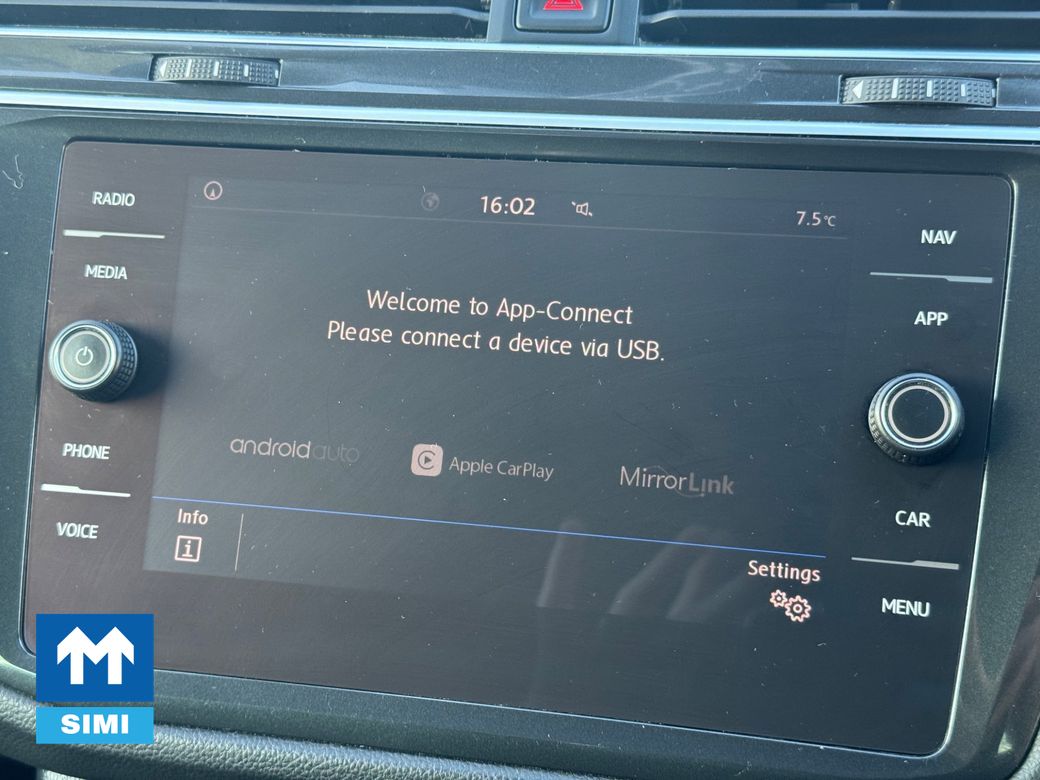 RADIO
MEDIA
PHONE
VOICE
16:02
7.5°C
Welcome to App-Connect
Please connect a device via USB.
androidauto
Apple CarPlay
MirrorLink
Info
i
Settings
NAV
APP
CAR
MENU
SIMI